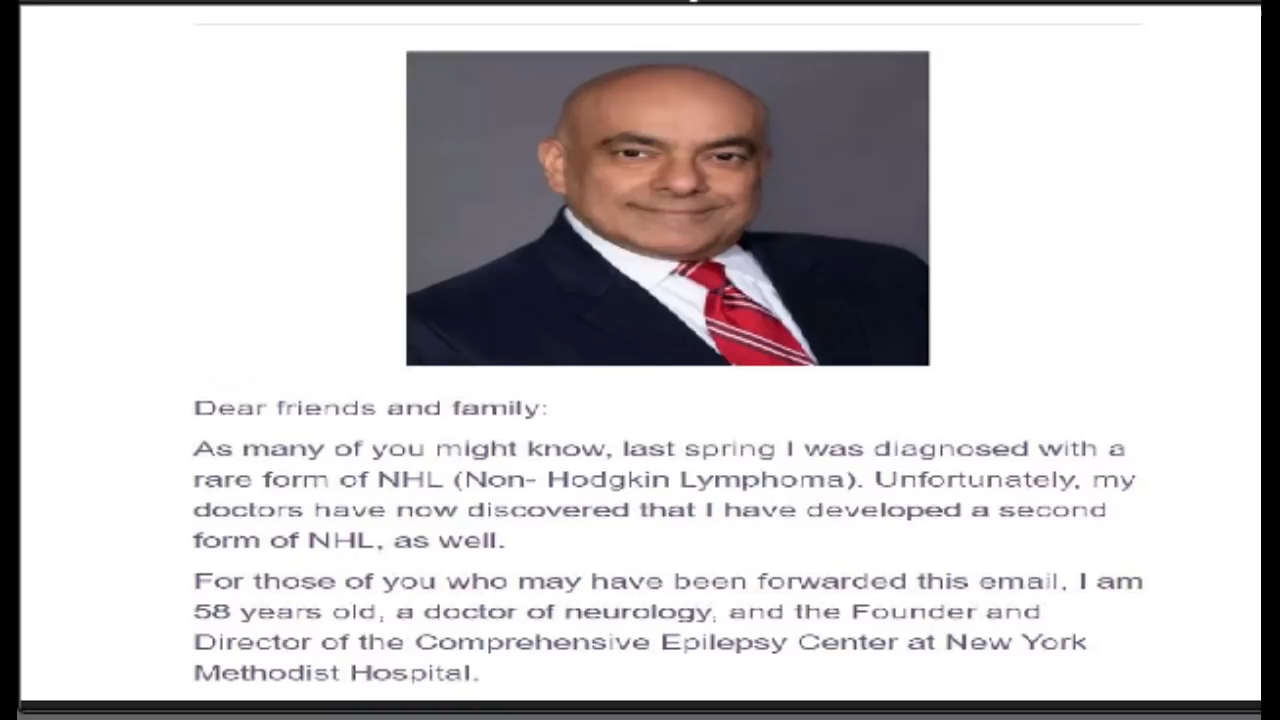 Dear friends and family:
As many of you might know, last spring I was diagnosed with a
rare form of NHL (Non- Hodgkin Lymphoma). Unfortunately, my
doctors have now discovered that I have developed a second
form of NHL, as well.
For those of you who may have been forwarded this email, I am
58 years old, a doctor of neurology, and the Founder and
Director of the Comprehensive Epilepsy Center at New York
Methodist Hospital.